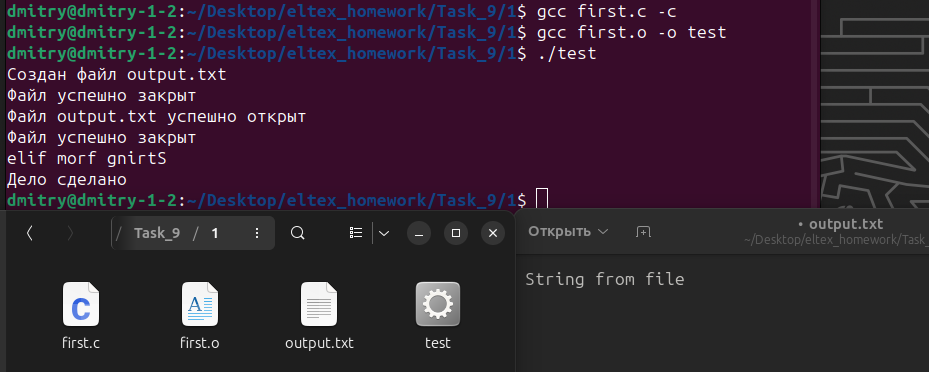 dmitry@dmitry-1-2:~/Desktop/eltex_homework/Task_9/1$ gcc first.c -c
dmitry@dmitry-1-2:~/Desktop/eltex_homework/Task_9/1$ gcc first.o -o test
dmitry@dmitry-1-2:~/Desktop/eltex_homework/Task_9/1$ ./test
Создан файл output.txt
Файл успешно закрыт
Файл output.txt успешно открыт
Файл успешно закрыт
elif morf gnirtS
Дело сделано
dmitry@dmitry-1-2:~/Desktop/eltex_homework/Task_9/1$
/ Task_9 / 1
first.c first.o output.txt test
Открыть • output.txt
~/Desktop/eltex_homework/Task_
String from file